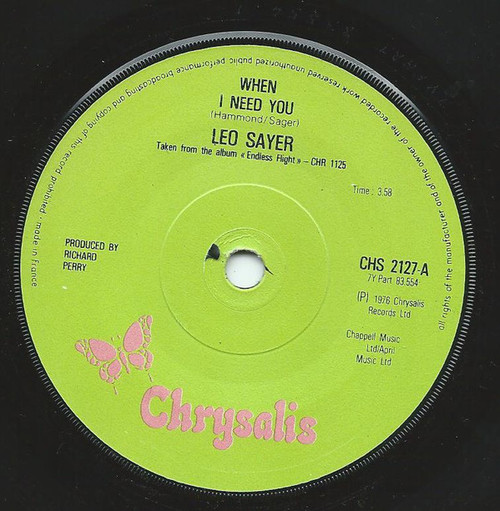 all rights of the manufacturer and of the owner of the recorded work reserved unauthorized public performance broadcasting and copying of this record prohibited - made in france
WHEN
I NEED YOU
(Hammond/Sager)
LEO SAYER
Taken from the album « Endless Flight » – CHR 1125
Time : 3.58
PRODUCED BY
RICHARD
PERRY
CHS 2127-A
7Y Part 83.554
(P) 1976 Chrysalis
Records Ltd
Chappell Music
Ltd/April
Music Ltd
Chrysalis